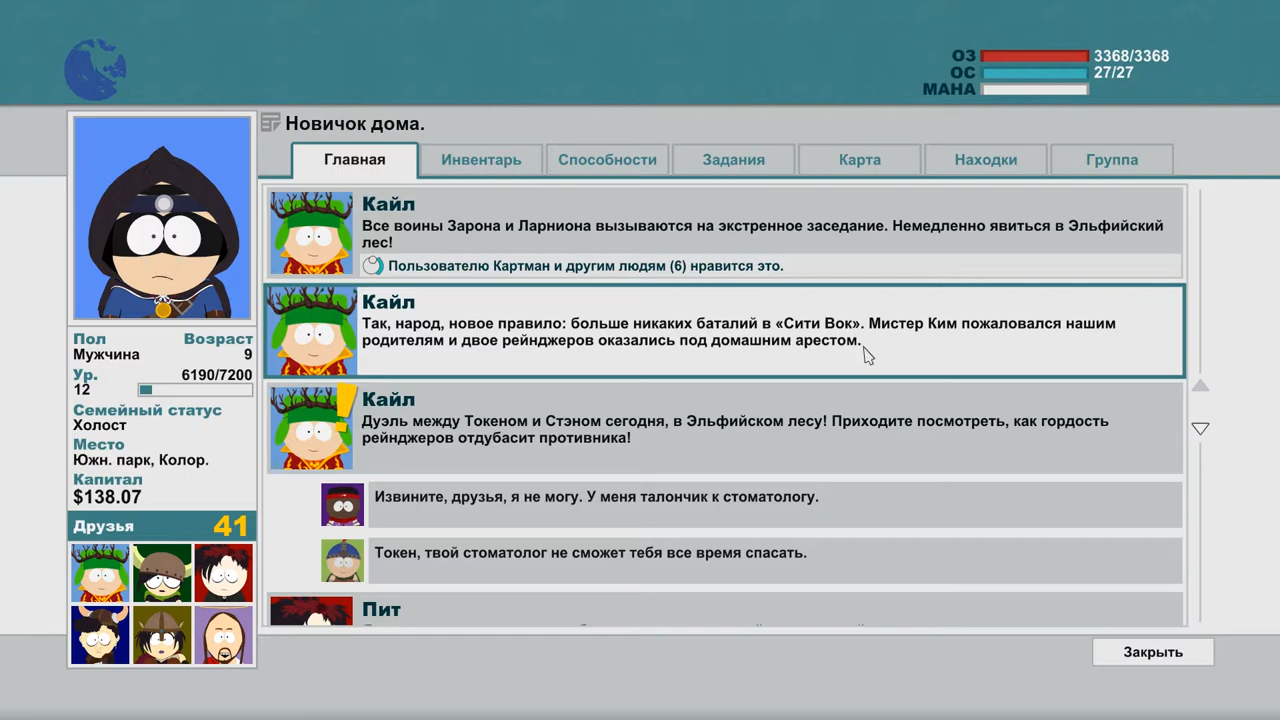 ОЗ 3368/3368
ОС 27/27
МАНА
Новичок дома.
Главная
Инвентарь
Способности
Задания
Карта
Находки
Группа
Пол Возраст
Мужчина 9
Ур. 6190/7200
12
Семейный статус
Холост
Место
Южн. парк, Колор.
Капитал
$138.07
Друзья 41
Кайл
Все воины Зарона и Ларниона вызываются на экстренное заседание. Немедленно явиться в Эльфийский
лес!
Пользователю Картман и другим людям (6) нравится это.
Кайл
Так, народ, новое правило: больше никаких баталий в «Сити Вок». Мистер Ким пожаловался нашим
родителям и двое рейнджеров оказались под домашним арестом.
Кайл
Дуэль между Токеном и Стэном сегодня, в Эльфийском лесу! Приходите посмотреть, как гордость
рейнджеров отдубасит противника!
Извините, друзья, я не могу. У меня талончик к стоматологу.
Токен, твой стоматолог не сможет тебя все время спасать.
Пит
Закрыть